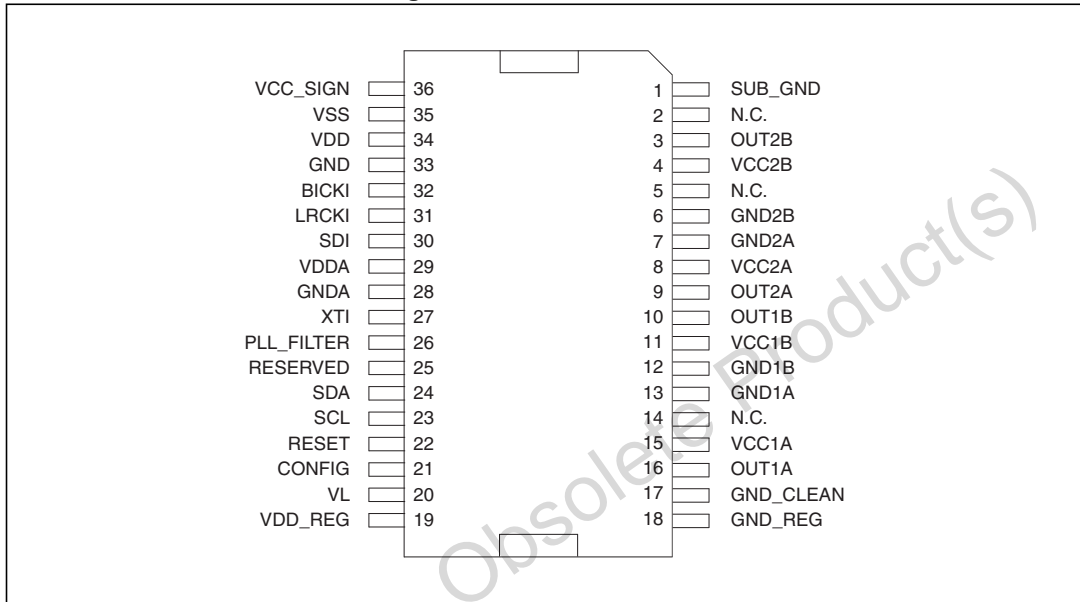 VCC_SIGN 36 1 SUB_GND
VSS 35 2 N.C.
VDD 34 3 OUT2B
GND 33 4 VCC2B
BICKI 32 5 N.C.
LRCKI 31 6 GND2B
SDI 30 7 GND2A
VDDA 29 8 VCC2A
GNDA 28 9 OUT2A
XTI 27 10 OUT1B
PLL_FILTER 26 11 VCC1B
RESERVED 25 12 GND1B
SDA 24 13 GND1A
SCL 23 14 N.C.
RESET 22 15 VCC1A
CONFIG 21 16 OUT1A
VL 20 17 GND_CLEAN
VDD_REG 19 18 GND_REG
Obsolete Product(s)